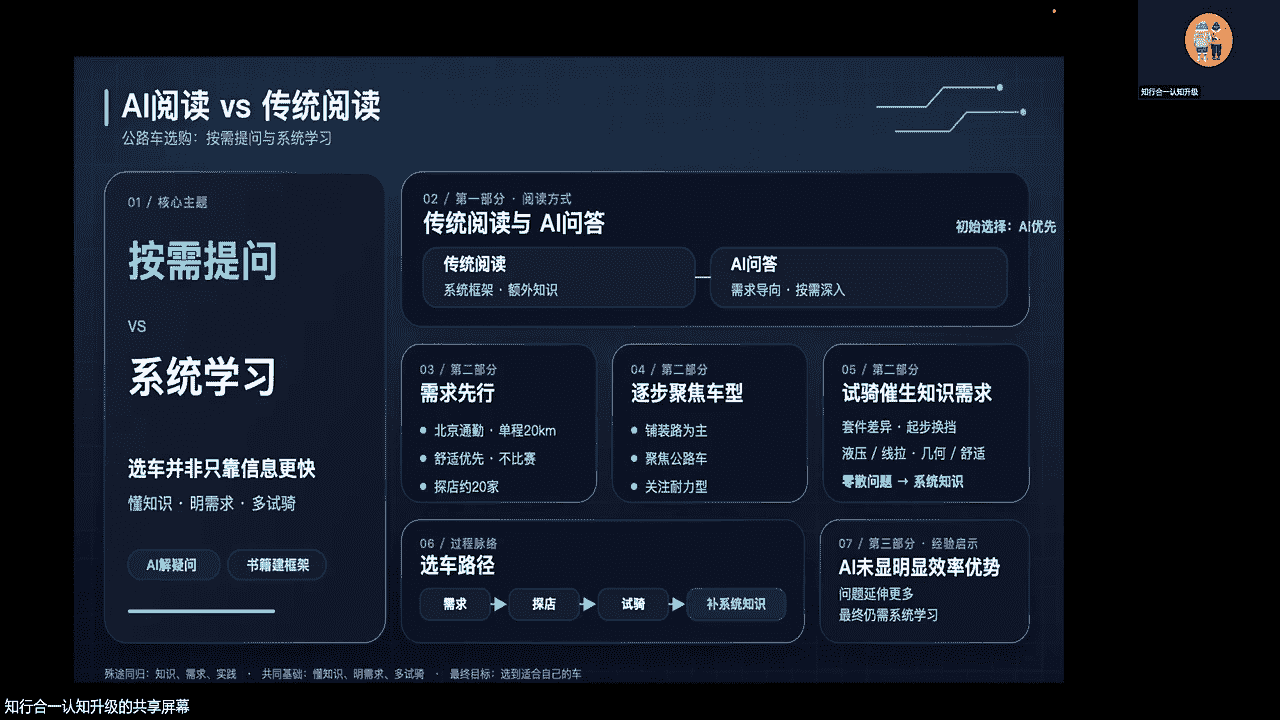 AI阅读 vs 传统阅读
公路车选购：按需提问与系统学习
01 / 核心主题
按需提问
VS
系统学习
选车并非只靠信息更快
懂知识 · 明需求 · 多试骑
AI解疑问
书籍建框架
02 / 第一部分 · 阅读方式
传统阅读与 AI问答
初始选择：AI优先
传统阅读
系统框架 · 额外知识
AI问答
需求导向 · 按需深入
03 / 第二部分
需求先行
北京通勤 · 单程20km
舒适优先 · 不比赛
探店约20家
04 / 第二部分
逐步聚焦车型
铺装路为主
聚焦公路车
关注耐力型
05 / 第二部分
试骑催生知识需求
套件差异 · 起步换挡
液压 / 线拉 · 几何 / 舒适
零散问题 → 系统知识
06 / 过程脉络
选车路径
需求
探店
试骑
补系统知识
07 / 第三部分 · 经验启示
AI未显明显效率优势
问题延伸更多
最终仍需系统学习
殊途同归：知识、需求、实践 · 共同基础：懂知识、明需求、多试骑 · 最终目标：选到适合自己的车
知行合一认知升级
知行合一认知升级的共享屏幕